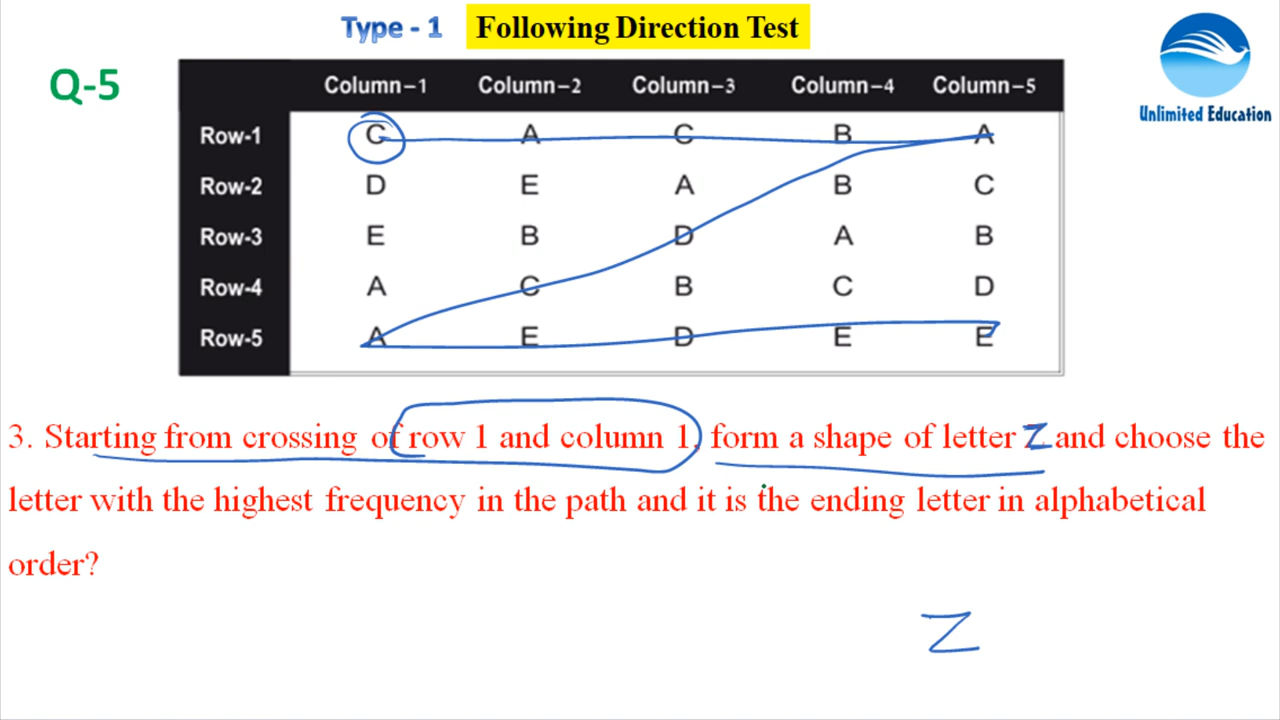 Type - 1 Following Direction Test
Q-5
Unlimited Education
Column-1 Column-2 Column-3 Column-4 Column-5
Row-1 C A C B A
Row-2 D E A B C
Row-3 E B D A B
Row-4 A C B C D
Row-5 A E D E E
3. Starting from crossing of row 1 and column 1, form a shape of letter Z and choose the
letter with the highest frequency in the path and it is the ending letter in alphabetical
order?
Z